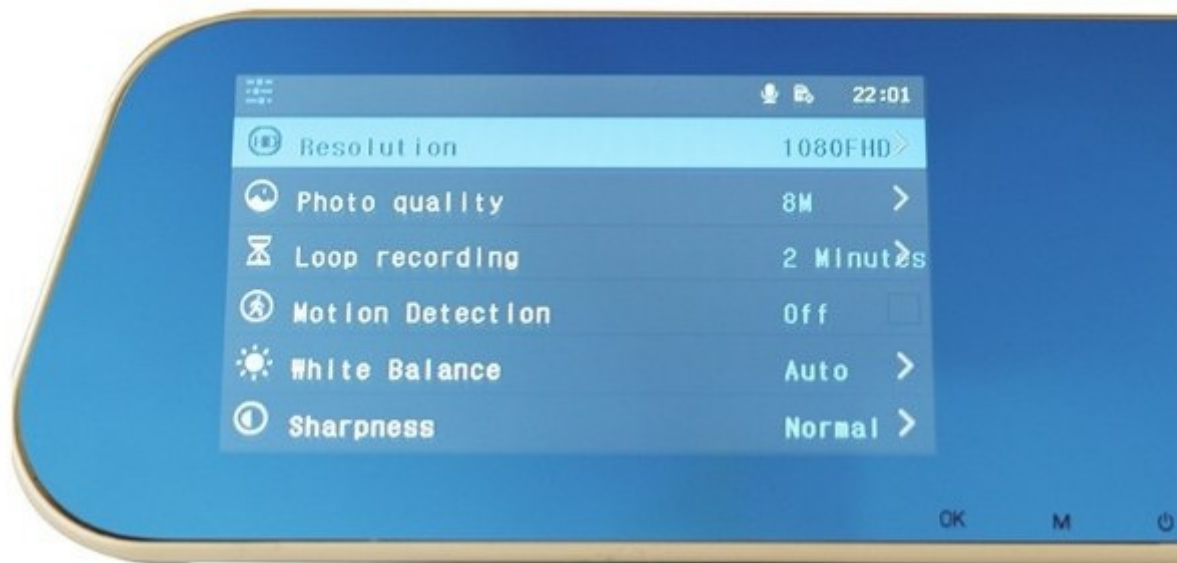 22:01
Resolution 1080FHD
Photo quality 8M
Loop recording 2 Minutes
Motion Detection Off
White Balance Auto
Sharpness Normal
OK M